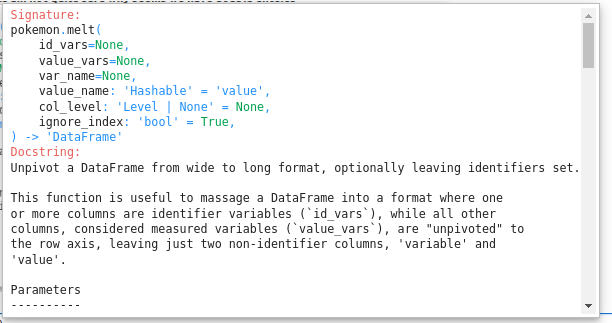 Signature:
pokemon.melt(
    id_vars=None,
    value_vars=None,
    var_name=None,
    value_name: 'Hashable' = 'value',
    col_level: 'Level | None' = None,
    ignore_index: 'bool' = True,
) -> 'DataFrame'
Docstring:
Unpivot a DataFrame from wide to long format, optionally leaving identifiers set.

This function is useful to massage a DataFrame into a format where one
or more columns are identifier variables (`id_vars`), while all other
columns, considered measured variables (`value_vars`), are "unpivoted" to
the row axis, leaving just two non-identifier columns, 'variable' and
'value'.

Parameters
----------